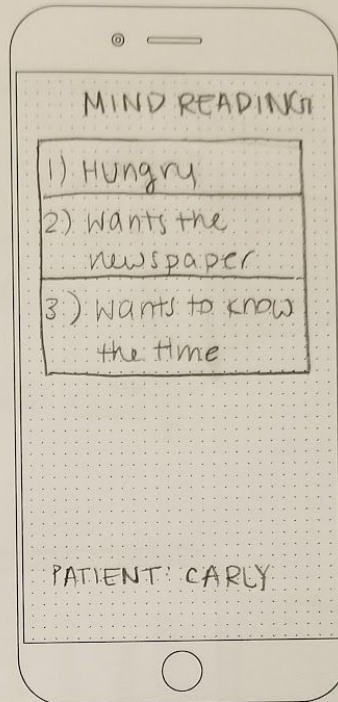 MIND READING
1) Hungry
2) Wants the
newspaper
3) Wants to know
the time
PATIENT: CARLY